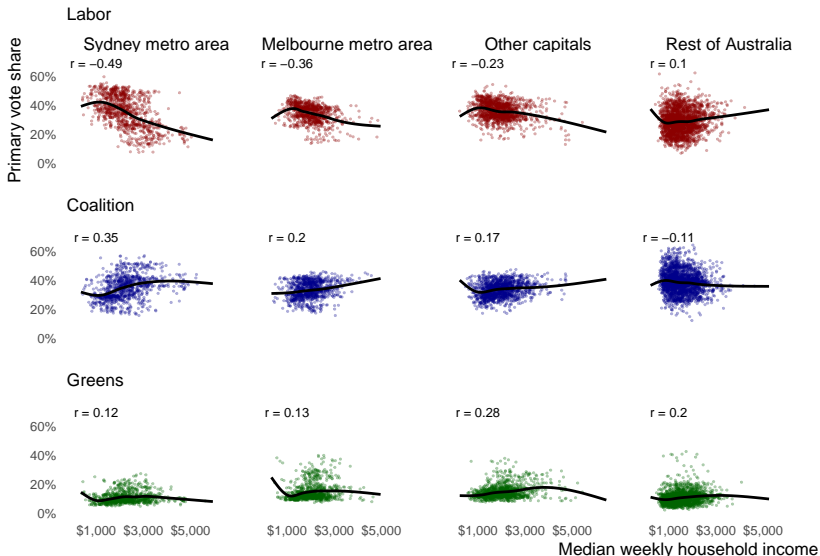 Labor
Sydney metro area Melbourne metro area Other capitals Rest of Australia
r = −0.49 r = −0.36 r = −0.23 r = 0.1
Primary vote share
60%
40%
20%
0%
Coalition
r = 0.35 r = 0.2 r = 0.17 r = −0.11
60%
40%
20%
0%
Greens
r = 0.12 r = 0.13 r = 0.28 r = 0.2
60%
40%
20%
0%
$1,000 $3,000 $5,000 $1,000 $3,000 $5,000 $1,000 $3,000 $5,000 $1,000 $3,000 $5,000
Median weekly household income